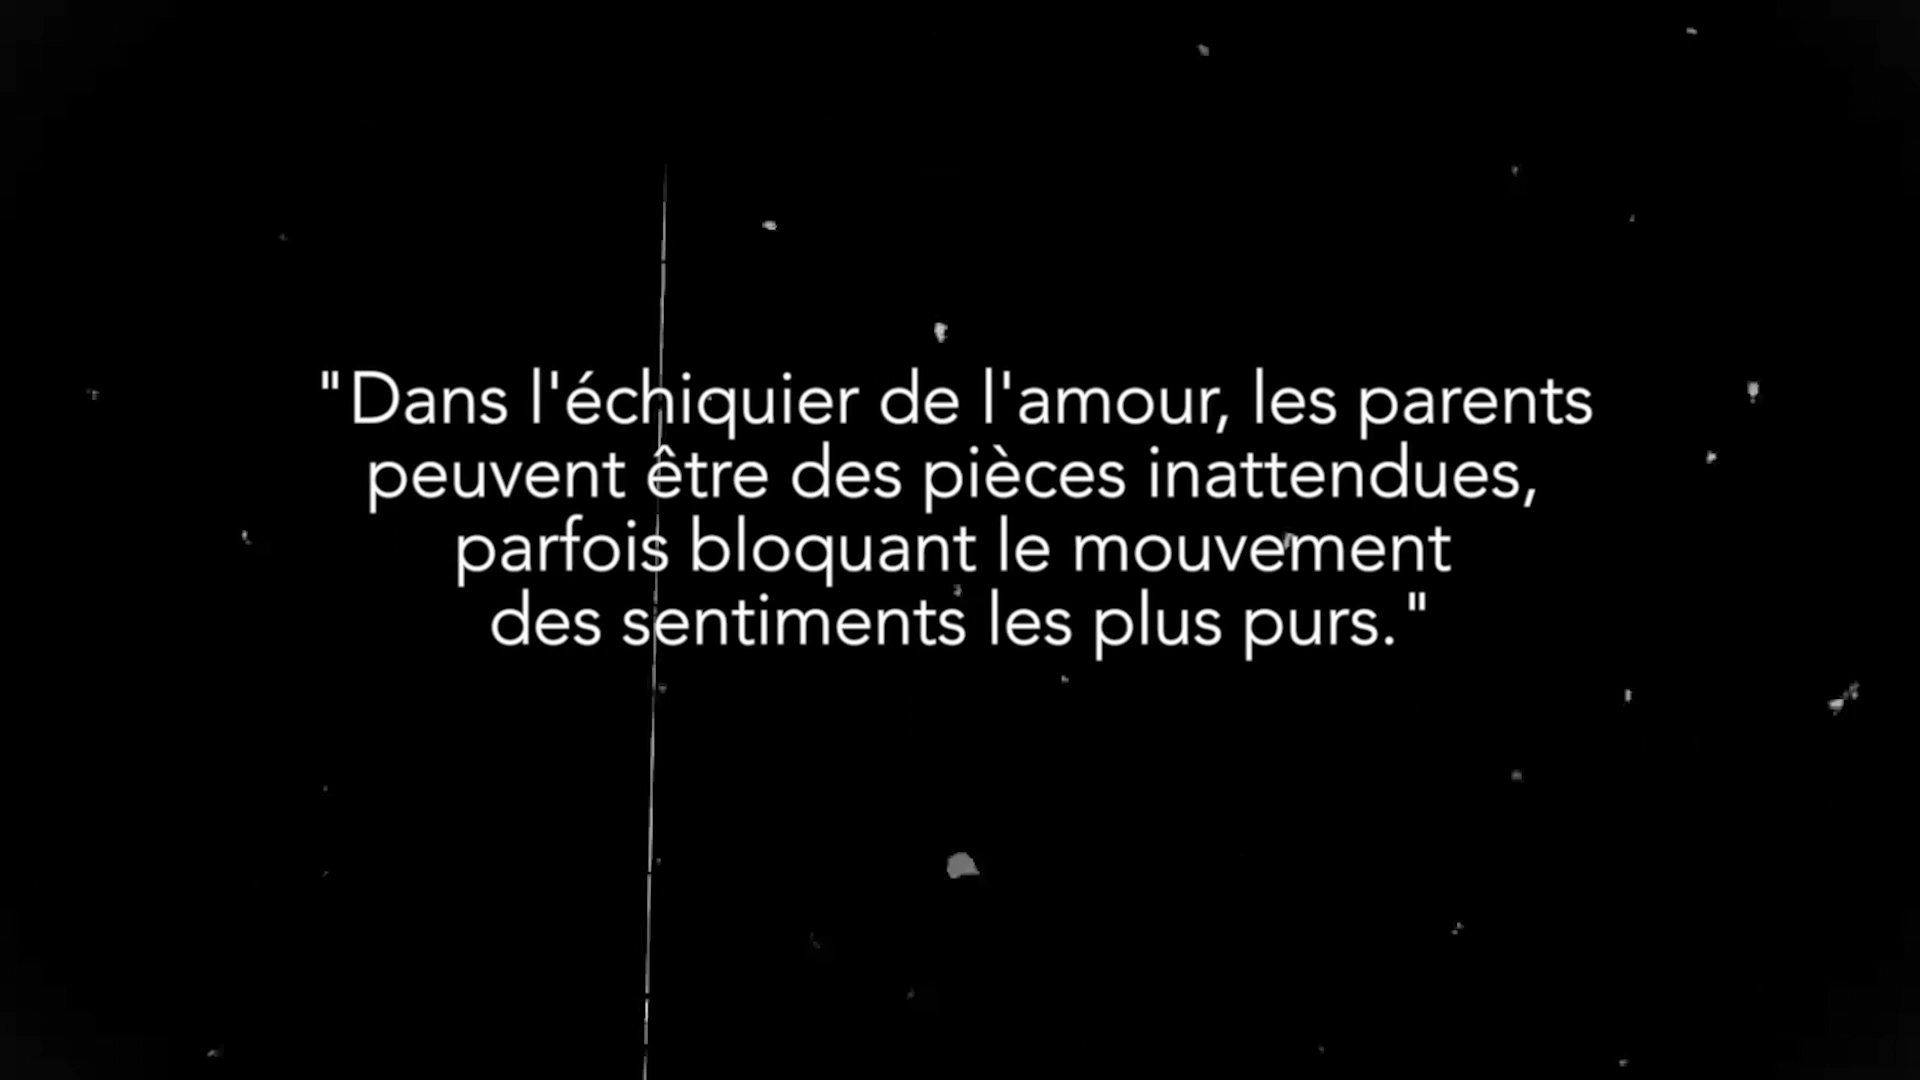 "Dans l'échiquier de l'amour, les parents
peuvent être des pièces inattendues,
parfois bloquant le mouvement
des sentiments les plus purs."